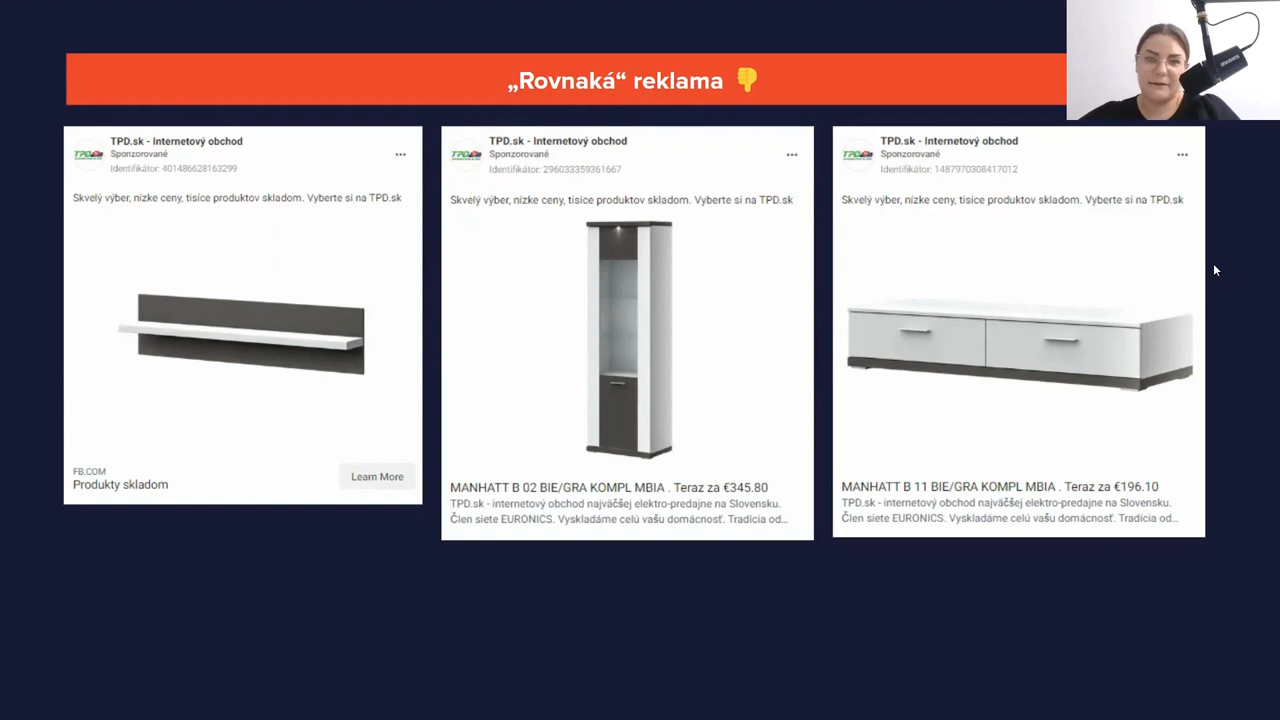 „Rovnaká“ reklama 👎
TPD.sk - Internetový obchod
Sponzorované
Identifikátor: 401486628163299
Skvelý výber, nízke ceny, tisíce produktov skladom. Vyberte si na TPD.sk
FB.COM
Produkty skladom
Learn More
TPD.sk - Internetový obchod
Sponzorované
Identifikátor: 296033359361667
Skvelý výber, nízke ceny, tisíce produktov skladom. Vyberte si na TPD.sk
MANHATT B 02 BIE/GRA KOMPL MBIA . Teraz za €345.80
TPD.sk - internetový obchod najväčšej elektro-predajne na Slovensku.
Člen siete EURONICS. Vyskladáme celú vašu domácnosť. Tradícia od...
TPD.sk - Internetový obchod
Sponzorované
Identifikátor: 1487970308417012
Skvelý výber, nízke ceny, tisíce produktov skladom. Vyberte si na TPD.sk
MANHATT B 11 BIE/GRA KOMPL MBIA . Teraz za €196.10
TPD.sk - internetový obchod najväčšej elektro-predajne na Slovensku.
Člen siete EURONICS. Vyskladáme celú vašu domácnosť. Tradícia od...